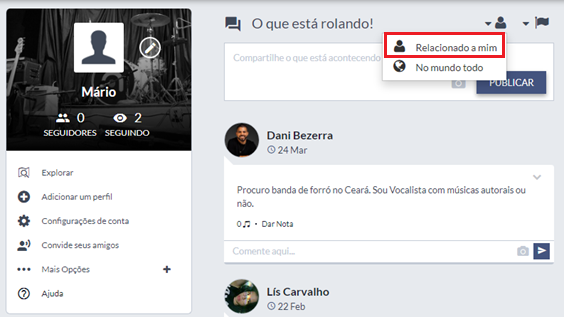 Mário
0 2
SEGUIDORES SEGUINDO
Explorar
Adicionar um perfil
Configurações de conta
Convide seus amigos
Mais Opções
Ajuda
O que está rolando!
Relacionado a mim
No mundo todo
Compartilhe o que está acontecendo
PUBLICAR
Dani Bezerra
24 Mar
Procuro banda de forró no Ceará. Sou Vocalista com músicas autorais ou
não.
0 • Dar Nota
Comente aqui...
Lís Carvalho
22 Feb